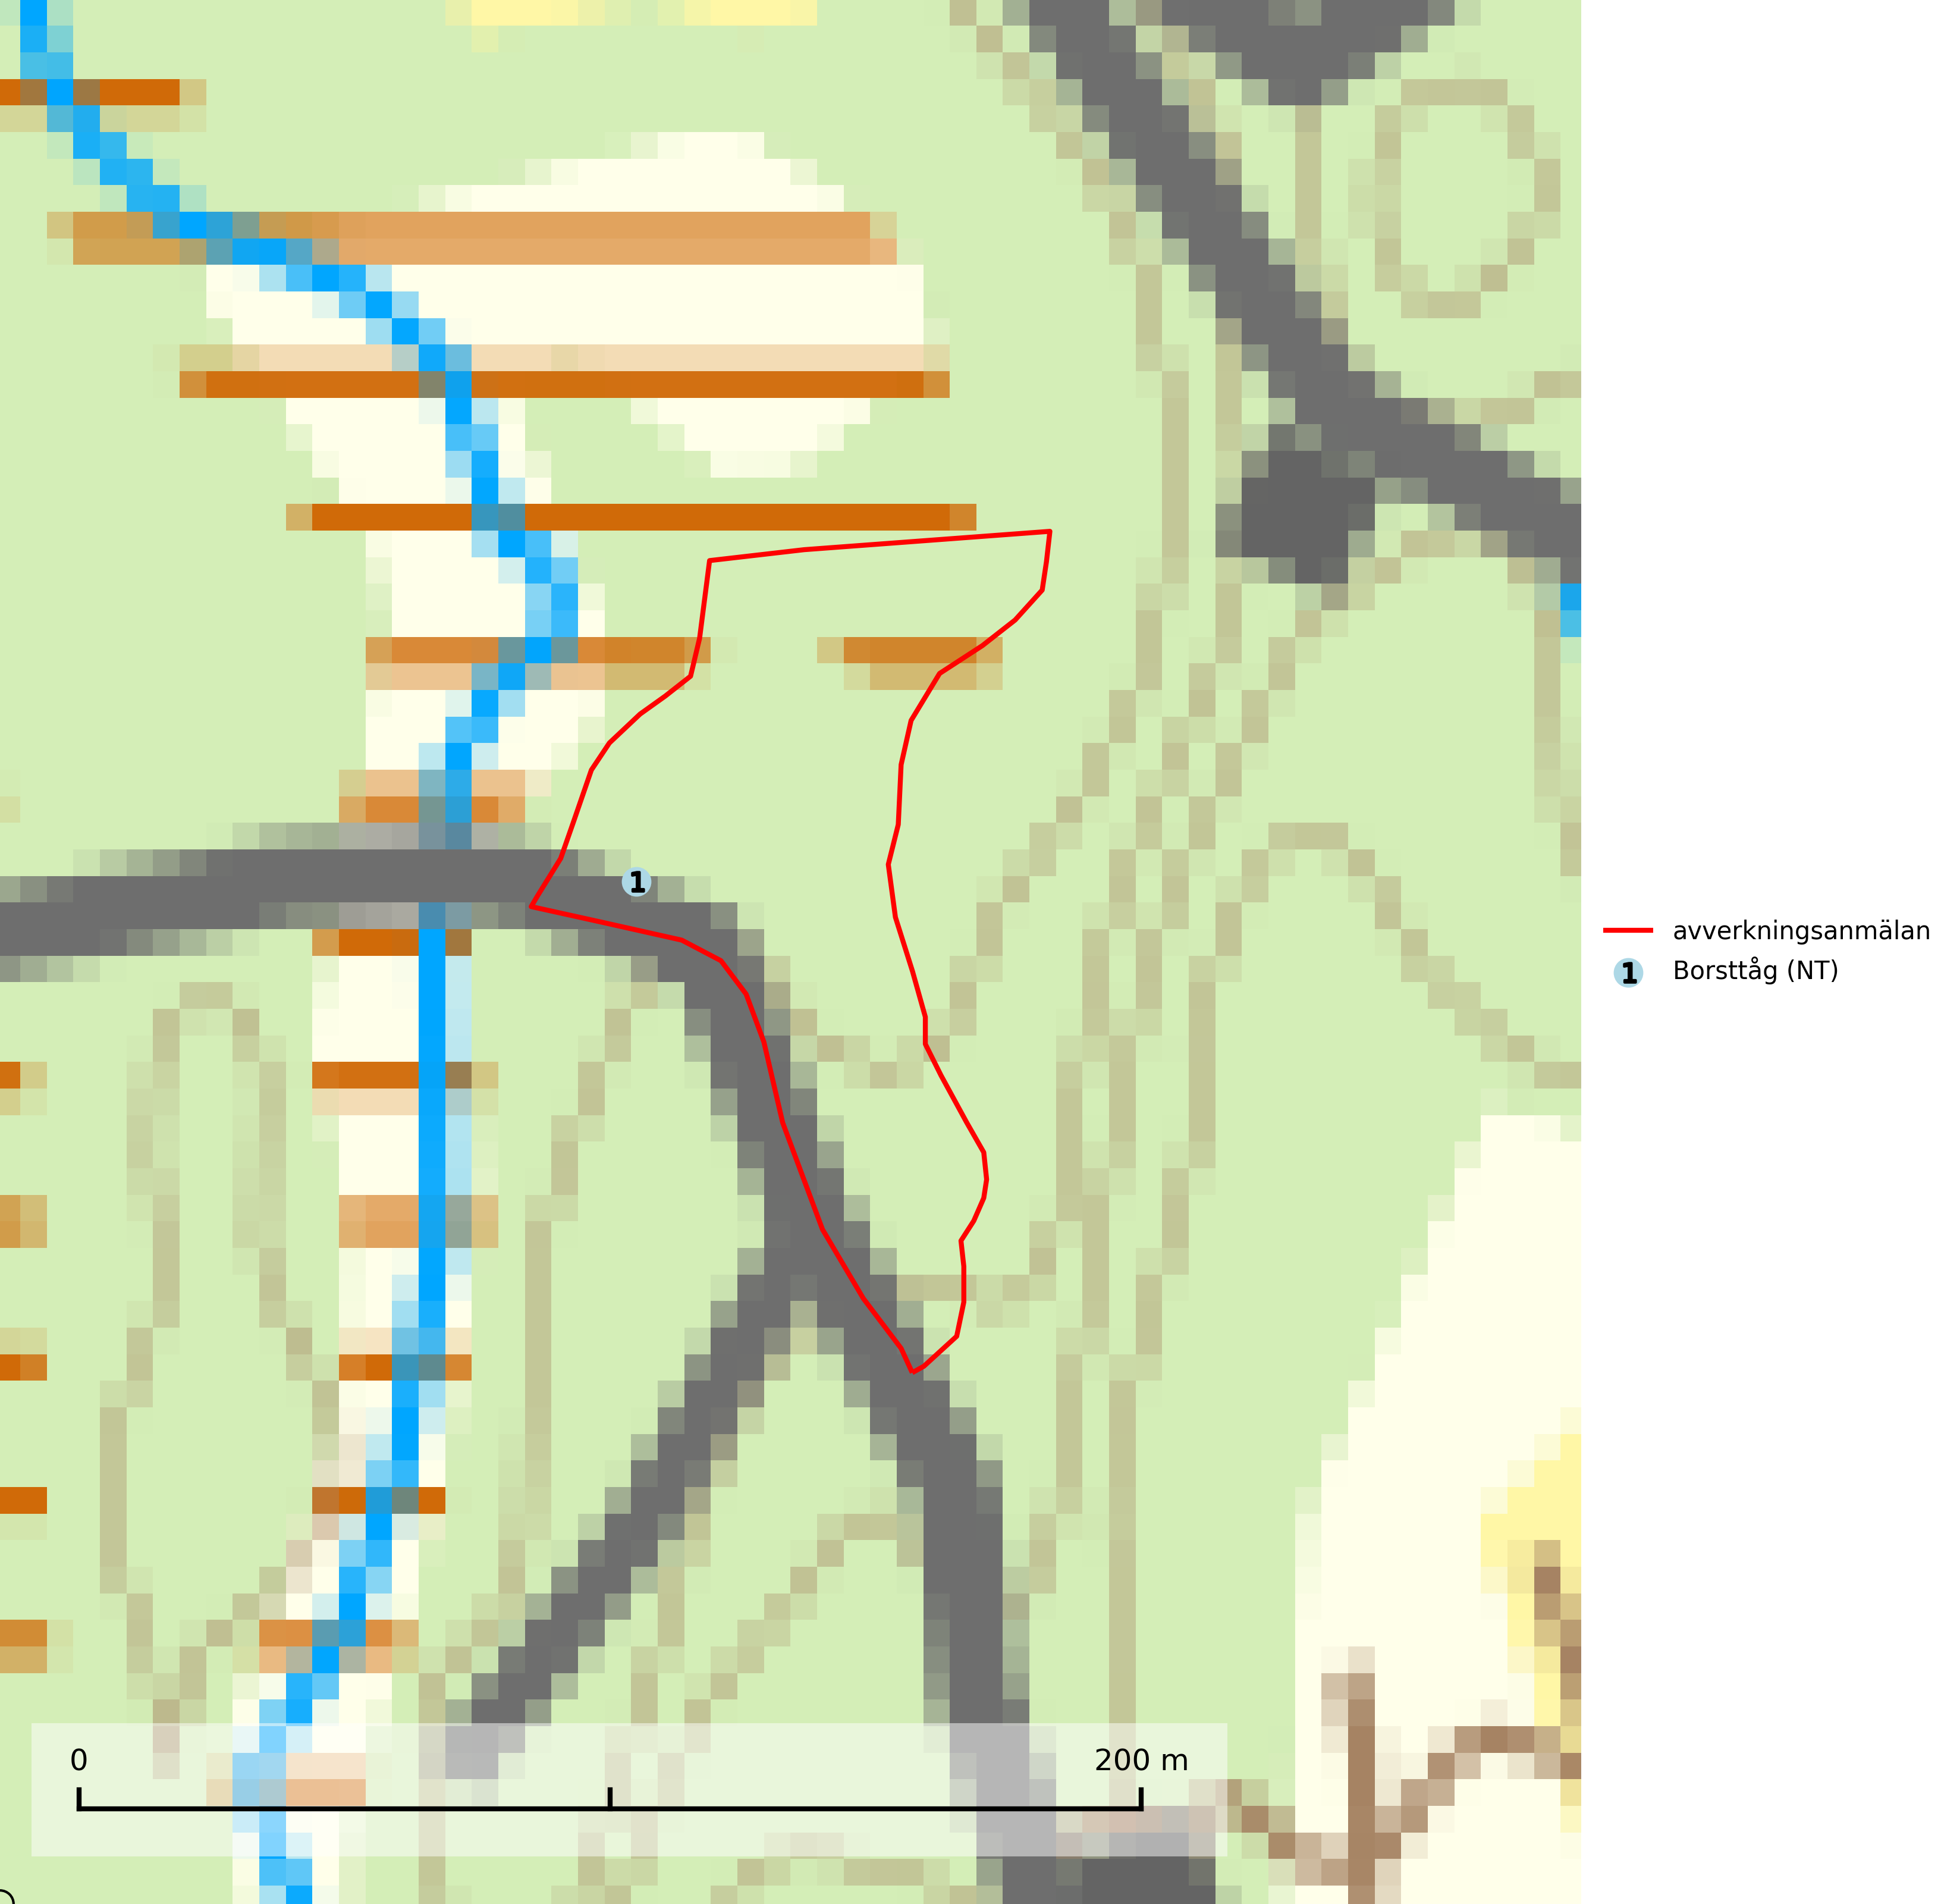 1
avverkningsanmälan
1 Borsttåg (NT)
0 200 m